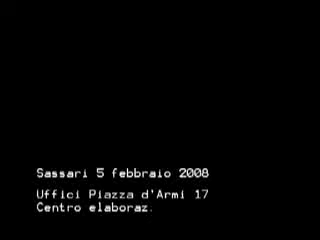 Sassari 5 febbraio 2008
Uffici Piazza d'Armi 17
Centro elaboraz.